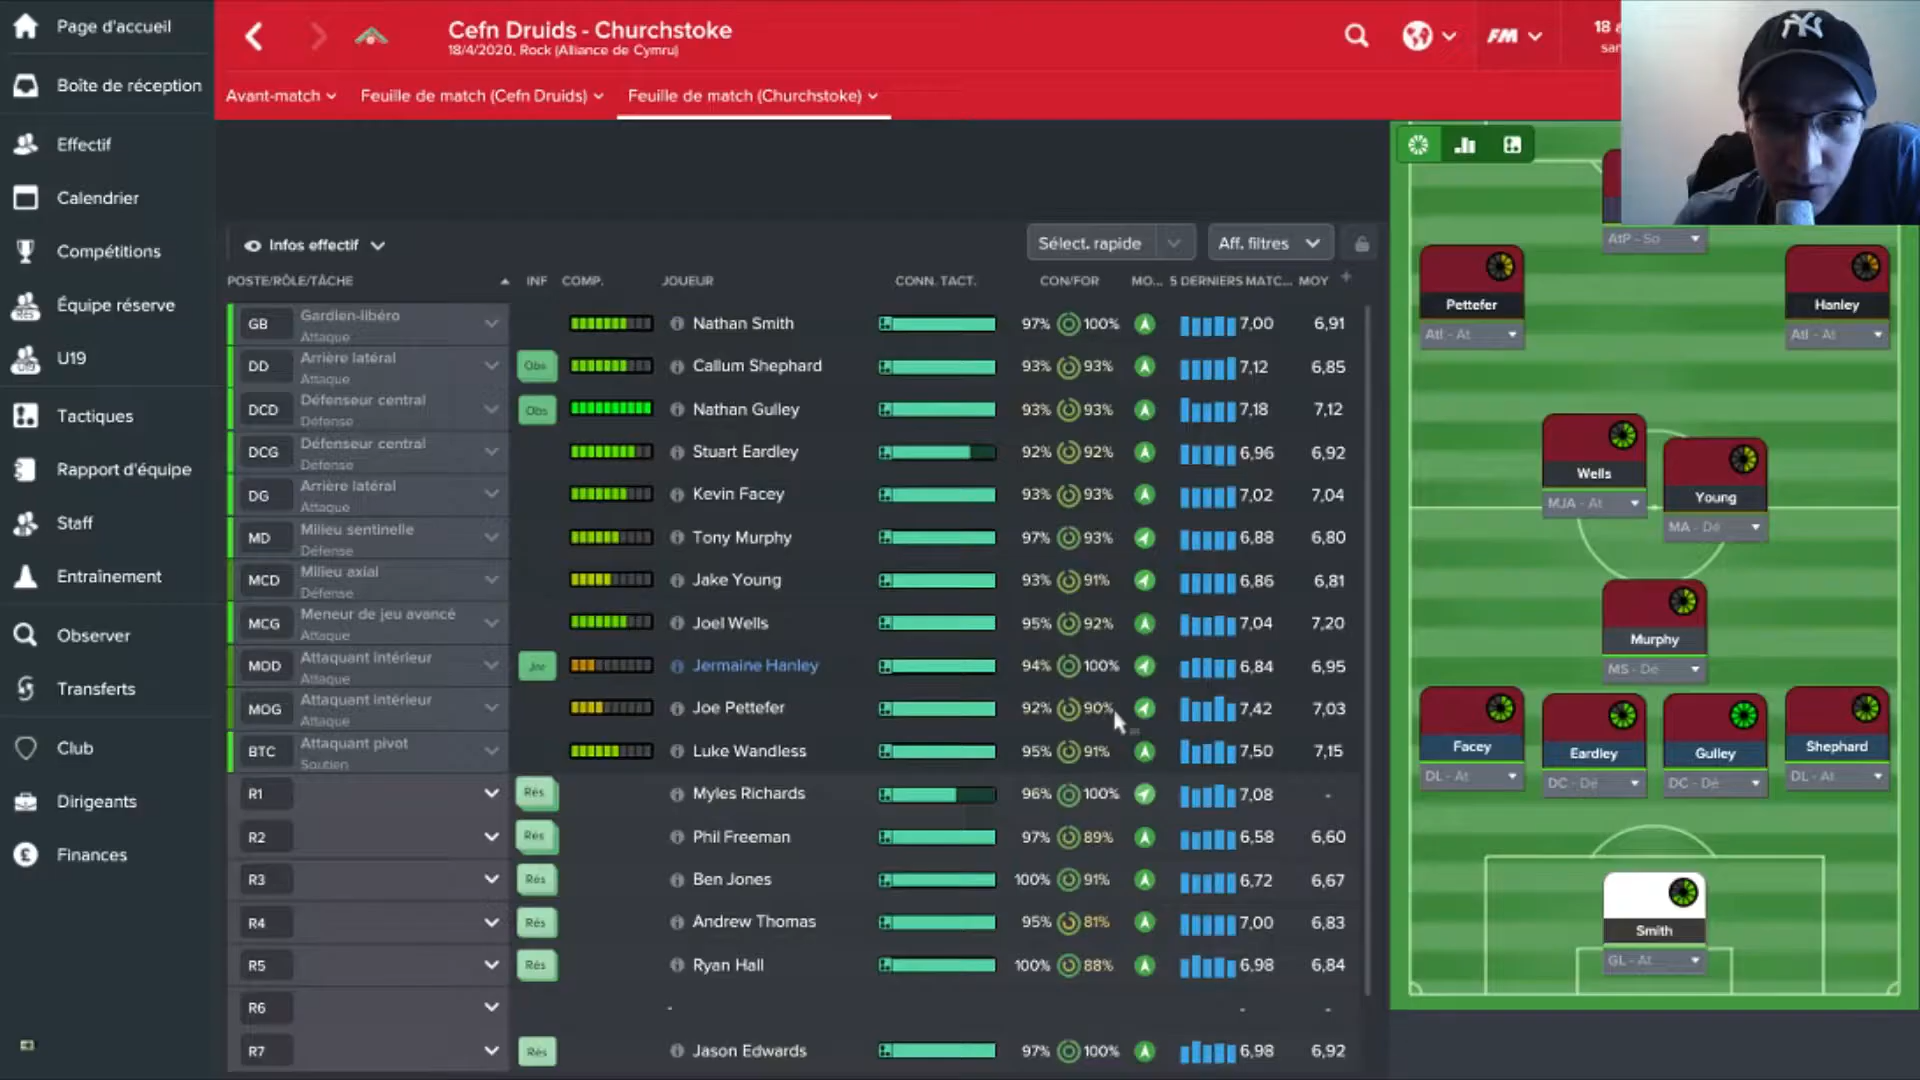 Page d'accueil
Boîte de réception
Effectif
Calendrier
Compétitions
Équipe réserve
U19
Tactiques
Rapport d'équipe
Staff
Entraînement
Observer
Transferts
Club
Dirigeants
Finances
Cefn Druids - Churchstoke
18/4/2020, Rock (Alliance de Cymru)
FM
18
Avant-match
Feuille de match (Cefn Druids)
Feuille de match (Churchstoke)
Infos effectif
Sélect. rapide
Aff. filtres
POSTE/RÔLE/TÂCHE INF COMP. JOUEUR CONN. TACT. CON/FOR MO... 5 DERNIERS MATC... MOY +
GB Gardien-libéro Attaque Nathan Smith 97% 100% 7,00 6,91
DD Arrière latéral Attaque Obs Callum Shephard 93% 93% 7,12 6,85
DCD Défenseur central Défense Obs Nathan Gulley 93% 93% 7,18 7,12
DCG Défenseur central Défense Stuart Eardley 92% 92% 6,96 6,92
DG Arrière latéral Attaque Kevin Facey 93% 93% 7,02 7,04
MD Milieu sentinelle Défense Tony Murphy 97% 93% 6,88 6,80
MCD Milieu axial Défense Jake Young 93% 91% 6,86 6,81
MCG Meneur de jeu avancé Attaque Joel Wells 95% 92% 7,04 7,20
MOD Attaquant intérieur Attaque Joe Jermaine Hanley 94% 100% 6,84 6,95
MOG Attaquant intérieur Attaque Joe Pettefer 92% 90% 7,42 7,03
BTC Attaquant pivot Soutien Luke Wandless 95% 91% 7,50 7,15
R1 Rés Myles Richards 96% 100% 7,08 -
R2 Rés Phil Freeman 97% 89% 6,58 6,60
R3 Rés Ben Jones 100% 91% 6,72 6,67
R4 Rés Andrew Thomas 95% 81% 7,00 6,83
R5 Rés Ryan Hall 100% 88% 6,98 6,84
R6 - - -
R7 Rés Jason Edwards 97% 100% 6,98 6,92
AtP - So
Pettefer
AtI - At
Hanley
AtI - At
Wells
MJA - At
Young
MA - Dé
Murphy
MS - Dé
Facey
DL - At
Eardley
DC - Dé
Gulley
DC - Dé
Shephard
DL - At
Smith
GL - At
NY